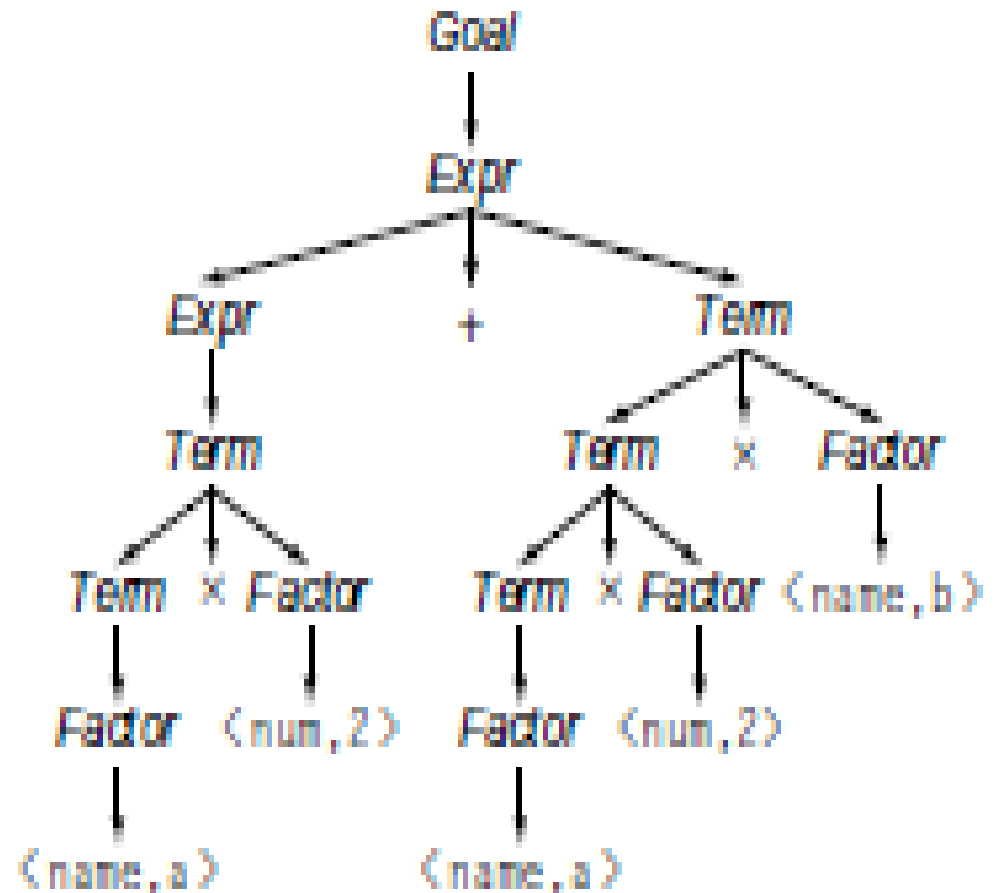 Goal
Expr
Expr + Term
Term Term × Factor
Term × Factor Term × Factor ⟨name,b⟩
Factor ⟨num,2⟩ Factor ⟨num,2⟩
⟨name,a⟩ ⟨name,a⟩